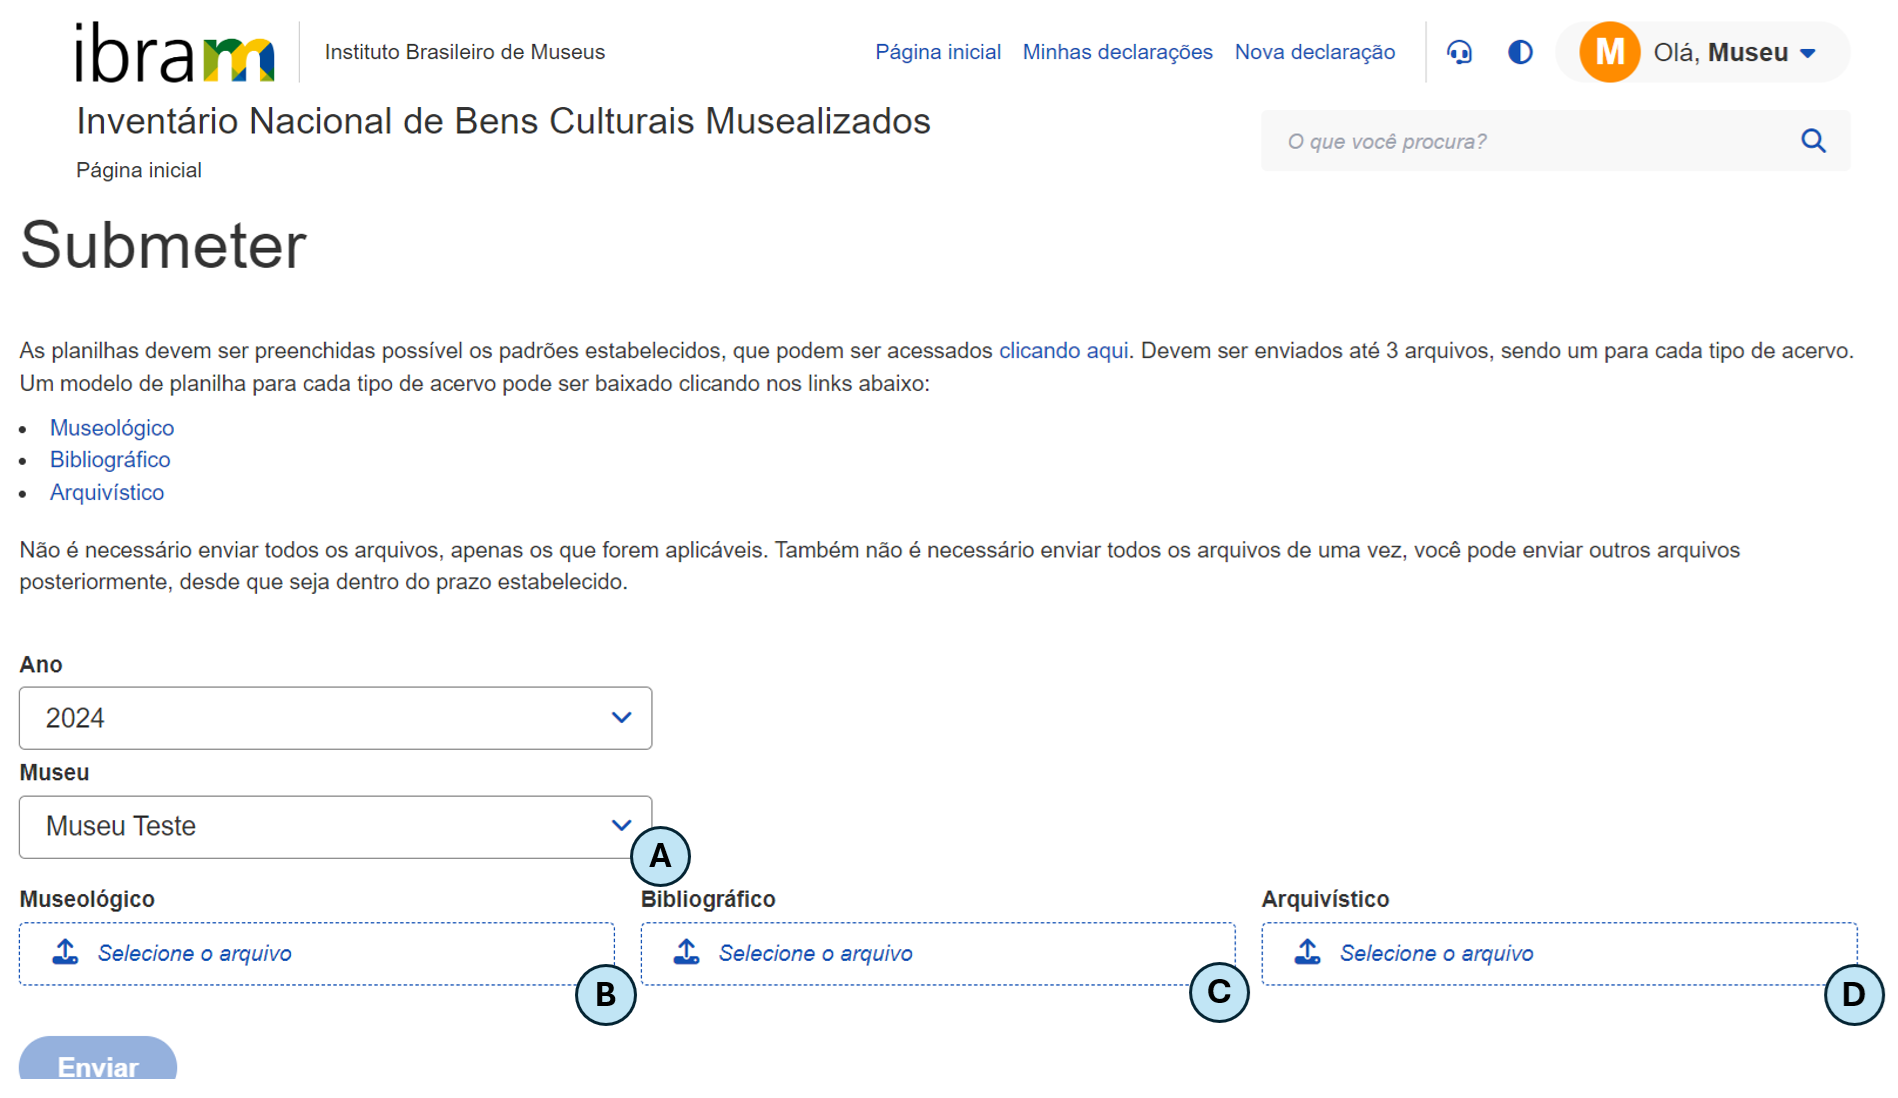 ibram
Instituto Brasileiro de Museus
Página inicial Minhas declarações Nova declaração
M Olá, Museu
Inventário Nacional de Bens Culturais Musealizados
O que você procura?
Página inicial
Submeter
As planilhas devem ser preenchidas possível os padrões estabelecidos, que podem ser acessados clicando aqui. Devem ser enviados até 3 arquivos, sendo um para cada tipo de acervo.
Um modelo de planilha para cada tipo de acervo pode ser baixado clicando nos links abaixo:
• Museológico
• Bibliográfico
• Arquivístico
Não é necessário enviar todos os arquivos, apenas os que forem aplicáveis. Também não é necessário enviar todos os arquivos de uma vez, você pode enviar outros arquivos
posteriormente, desde que seja dentro do prazo estabelecido.
Ano
2024
Museu
Museu Teste
A
Museológico
Selecione o arquivo
B
Bibliográfico
Selecione o arquivo
C
Arquivístico
Selecione o arquivo
D
Enviar